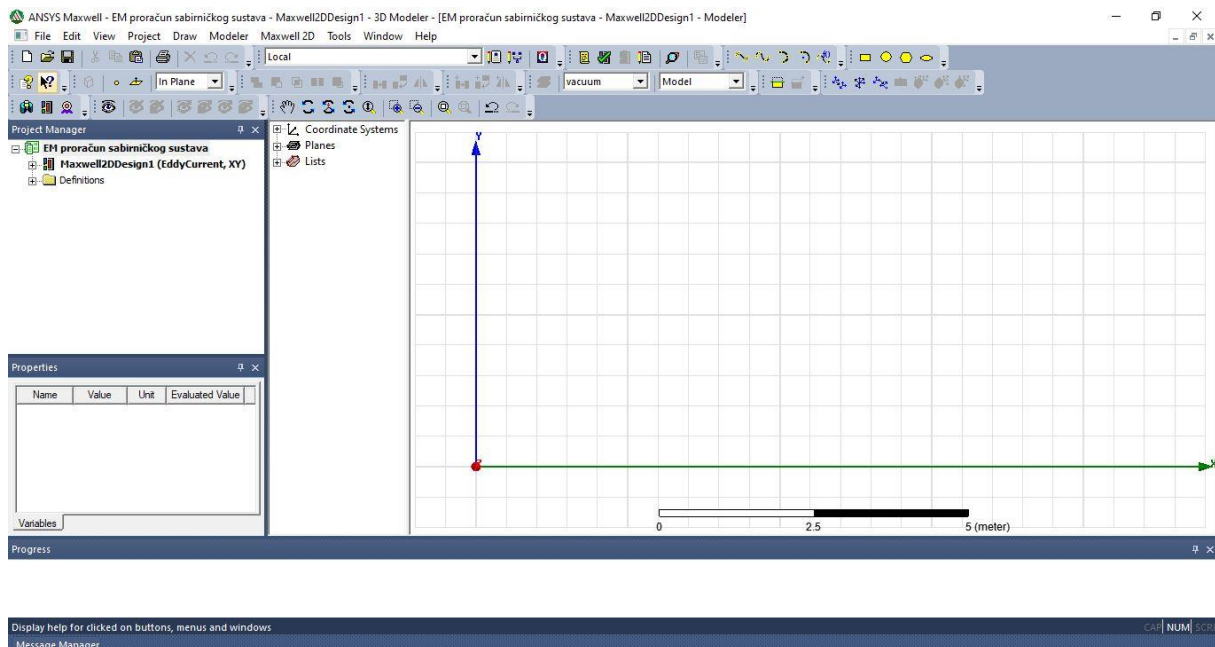 ANSYS Maxwell - EM proračun sabirničkog sustava - Maxwell2DDesign1 - 3D Modeler - [EM proračun sabirničkog sustava - Maxwell2DDesign1 - Modeler]
File Edit View Project Draw Modeler Maxwell 2D Tools Window Help
Local
In Plane vacuum Model
Project Manager
EM proračun sabirničkog sustava
Maxwell2DDesign1 (EddyCurrent, XY)
Definitions
Coordinate Systems
Planes
Lists
Y
X
0 2.5 5 (meter)
Properties
Name Value Unit Evaluated Value
Variables
Progress
Display help for clicked on buttons, menus and windows
CAP NUM SCRL
Message Manager